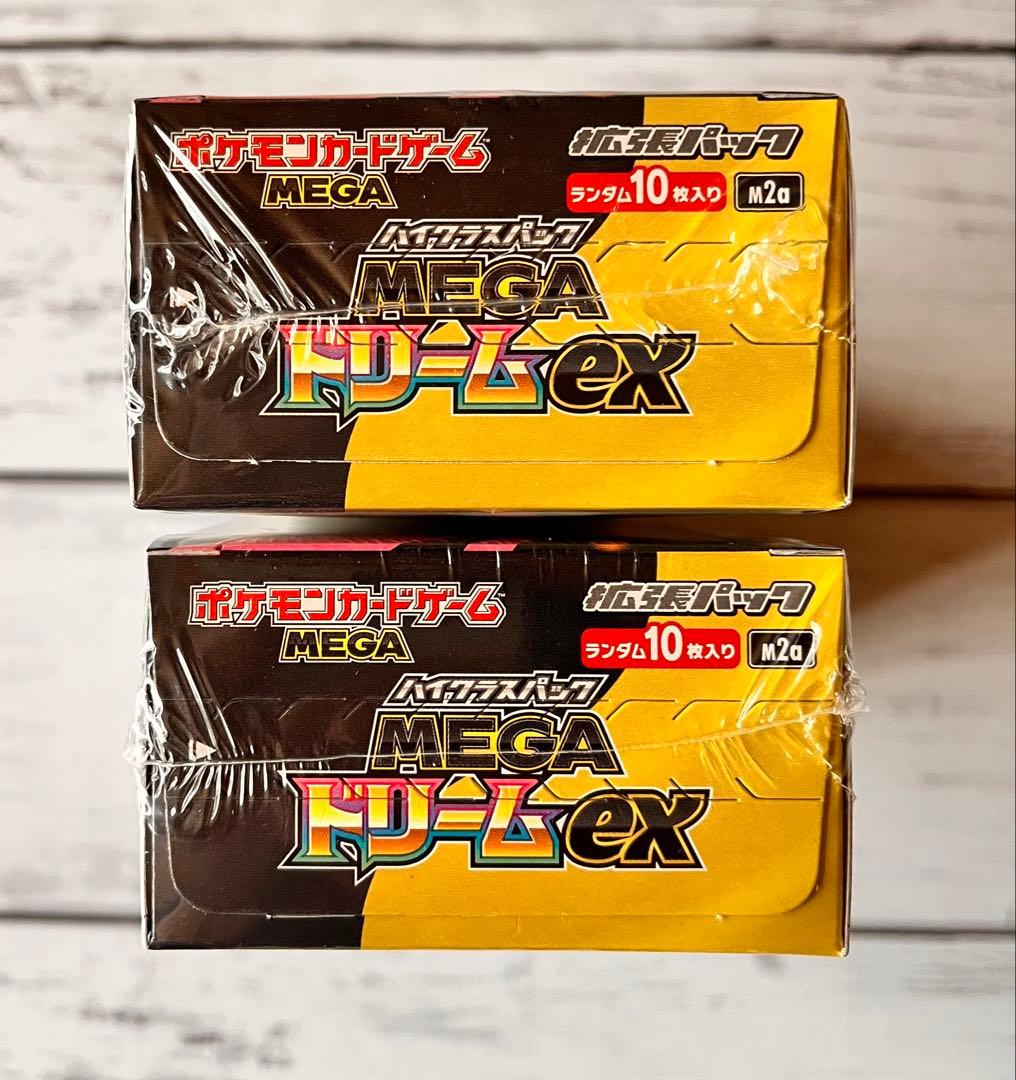 ポケモンカードゲーム
MEGA
拡張パック
ランダム10枚入り M2a
ハイクラスパック
MEGA
ドリームex
ポケモンカードゲーム
MEGA
拡張パック
ランダム10枚入り M2a
ハイクラスパック
MEGA
ドリームex